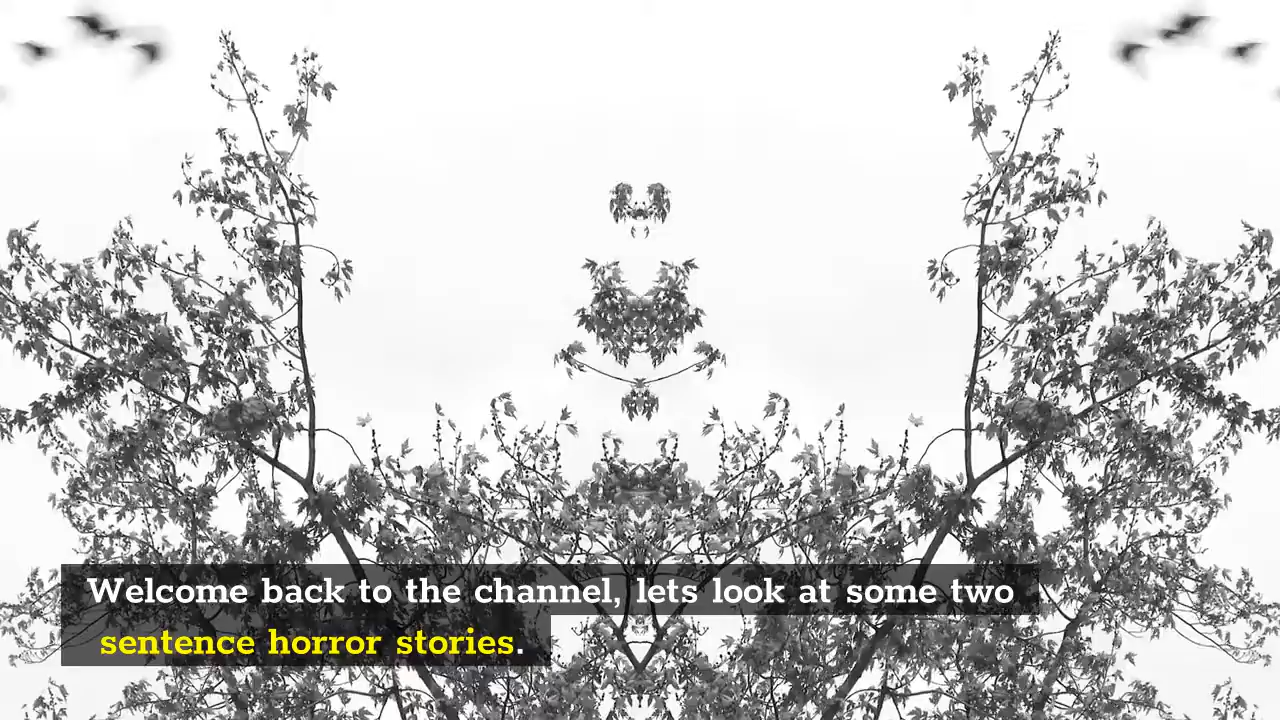 Welcome back to the channel, lets look at some two
sentence horror stories.